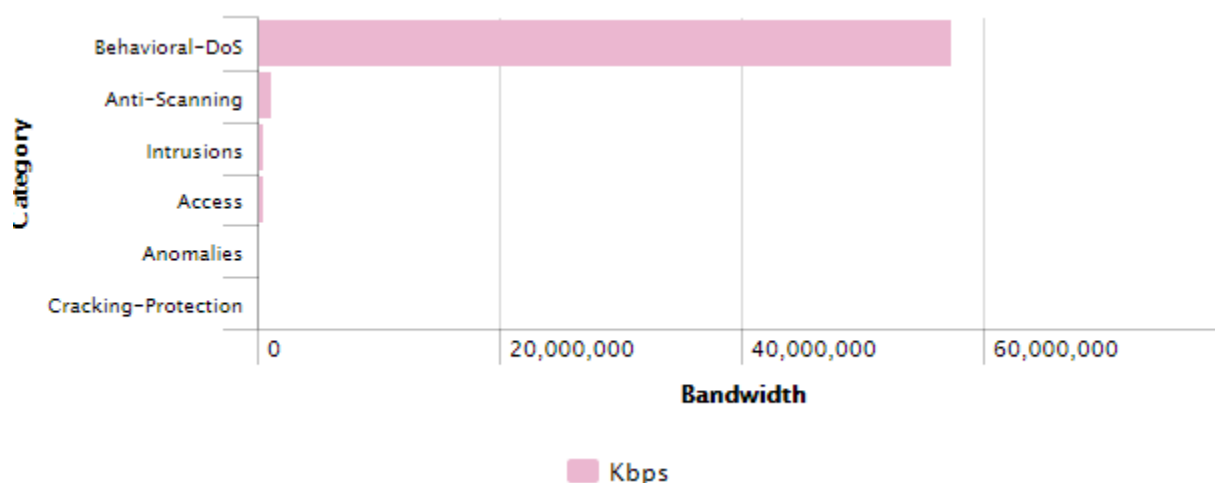 Category
Behavioral-DoS
Anti-Scanning
Intrusions
Access
Anomalies
Cracking-Protection
0 20,000,000 40,000,000 60,000,000
Bandwidth
Kbps